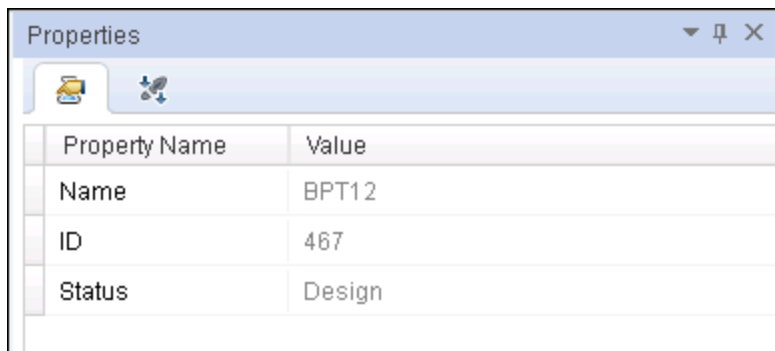 Properties
Property Name Value
Name BPT12
ID 467
Status Design